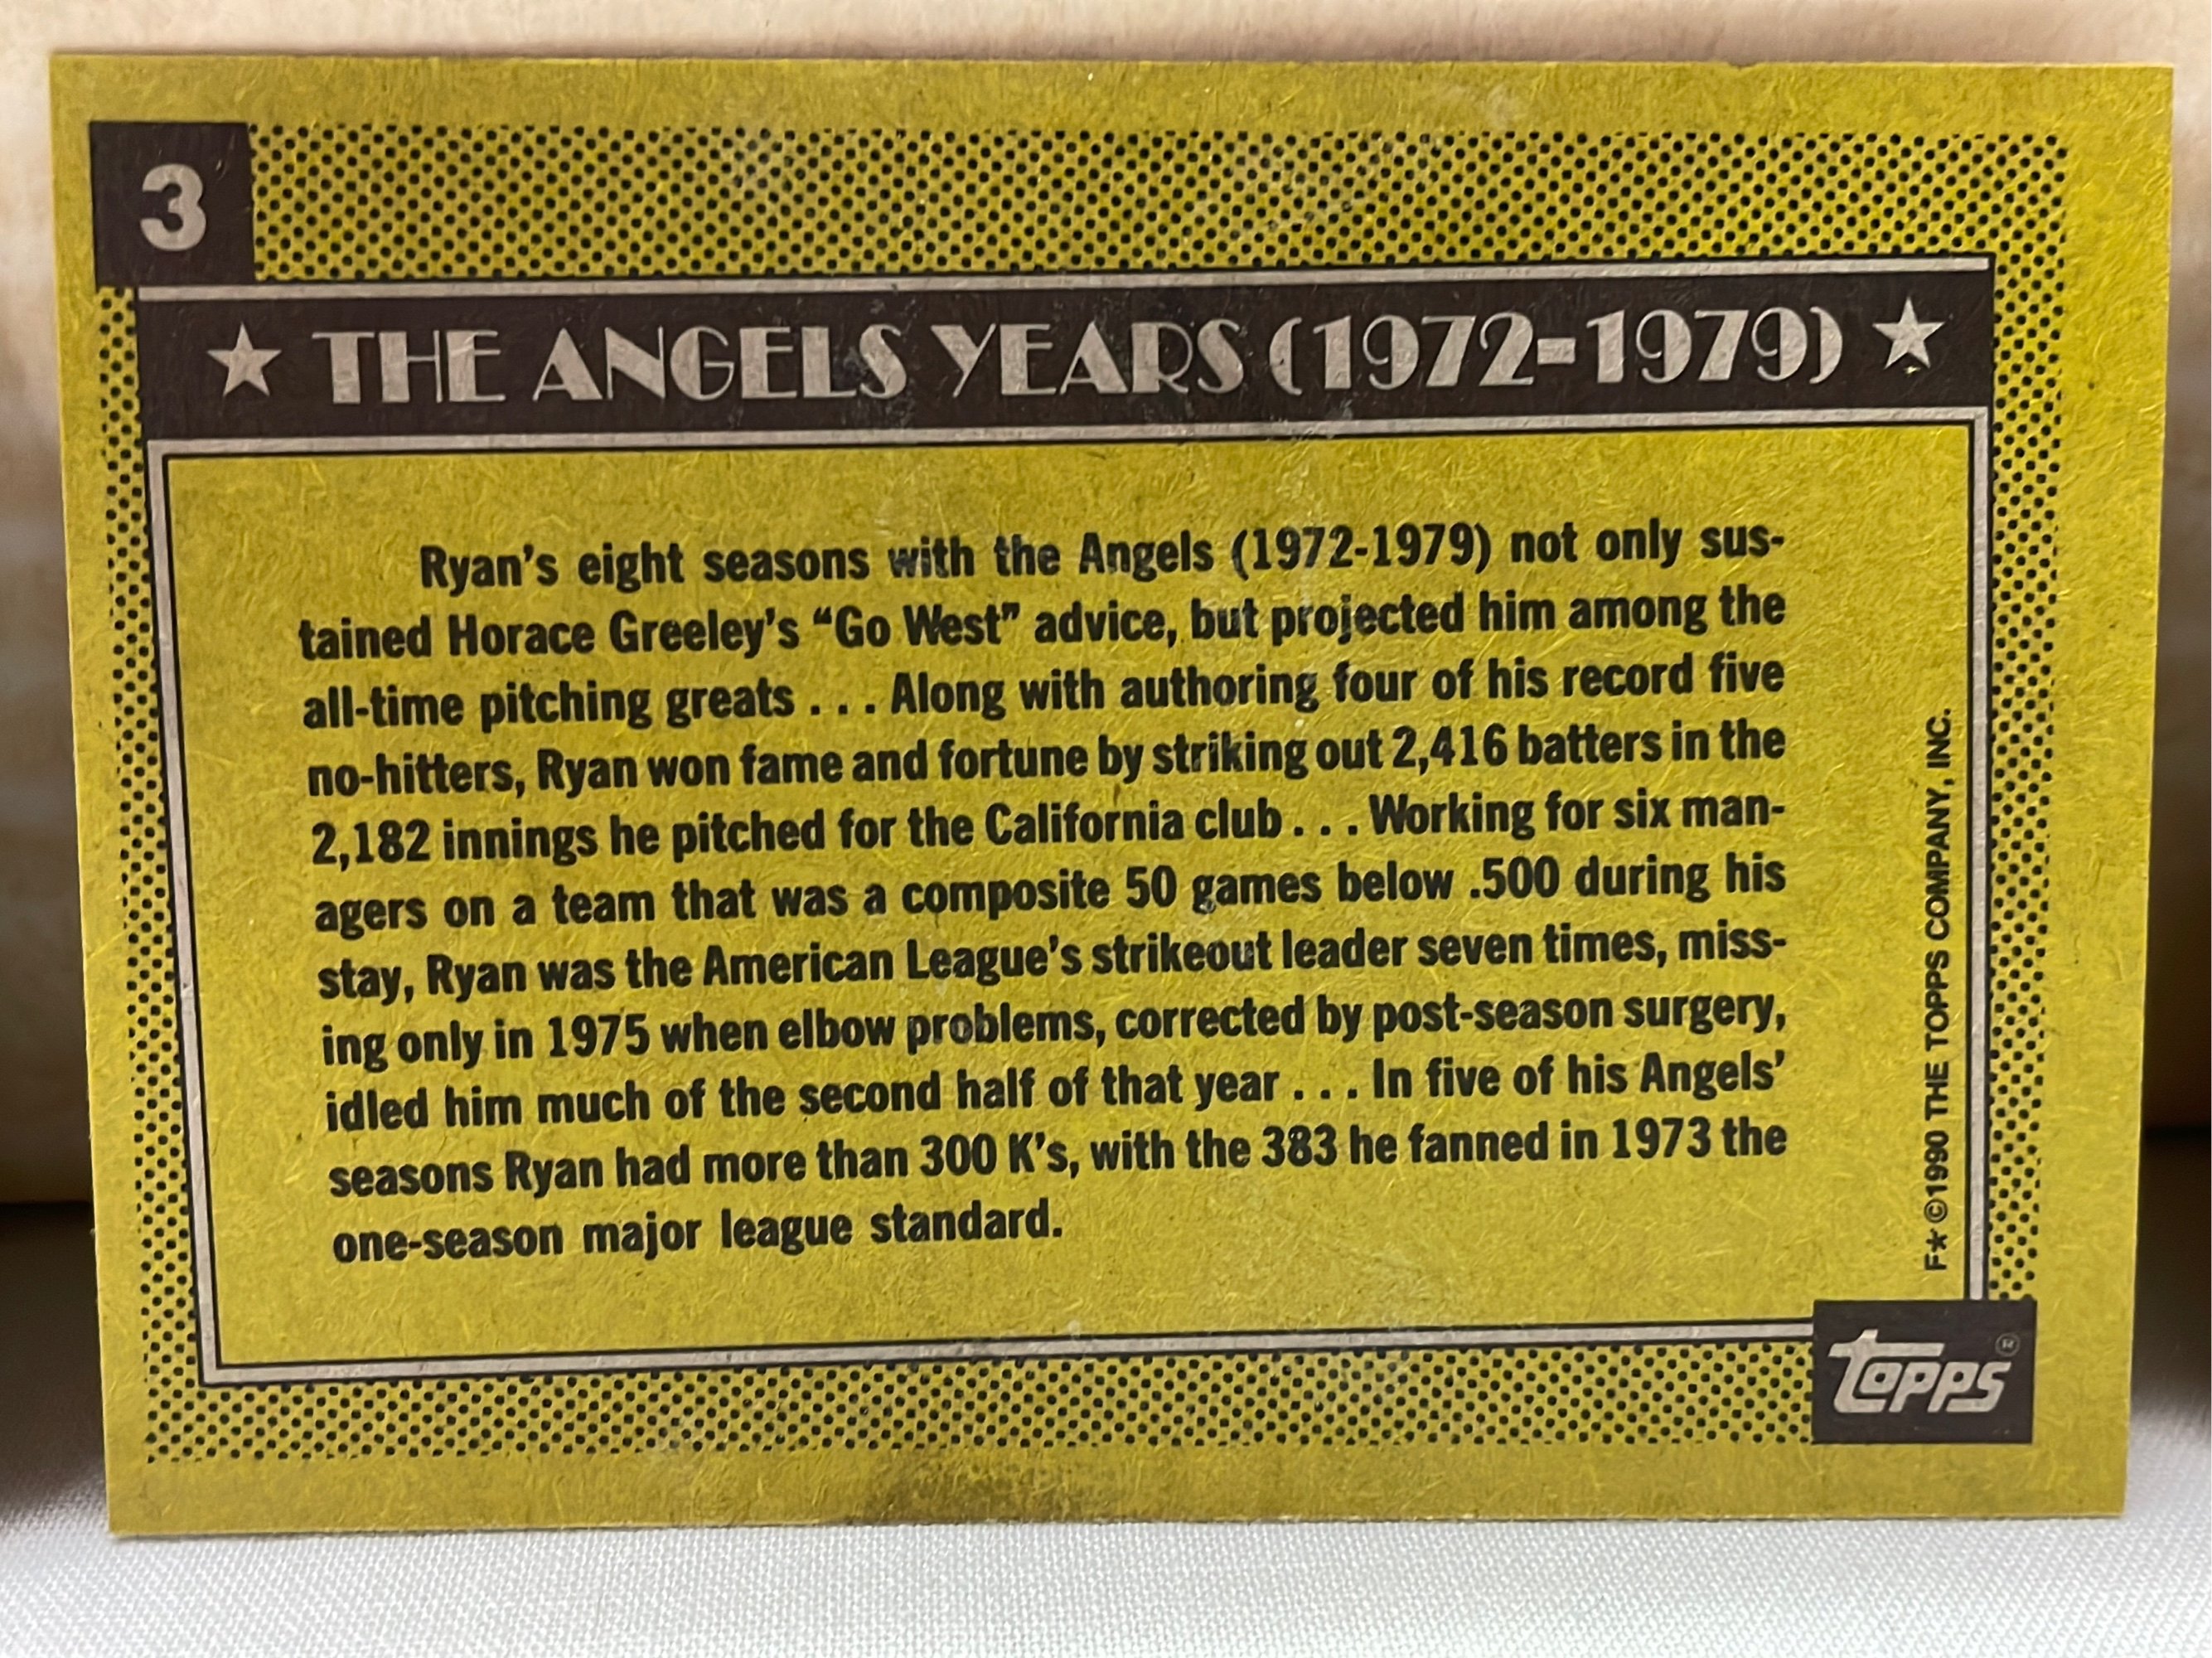 3
★ THE ANGELS YEARS (1972-1979) ★
Ryan's eight seasons with the Angels (1972-1979) not only sus-
tained Horace Greeley's “Go West” advice, but projected him among the
all-time pitching greats . . . Along with authoring four of his record five
no-hitters, Ryan won fame and fortune by striking out 2,416 batters in the
2,182 innings he pitched for the California club . . . Working for six man-
agers on a team that was a composite 50 games below .500 during his
stay, Ryan was the American League's strikeout leader seven times, miss-
ing only in 1975 when elbow problems, corrected by post-season surgery,
idled him much of the second half of that year . . . In five of his Angels'
seasons Ryan had more than 300 K's, with the 383 he fanned in 1973 the
one-season major league standard.
F★ ©1990 THE TOPPS COMPANY, INC.
topps®